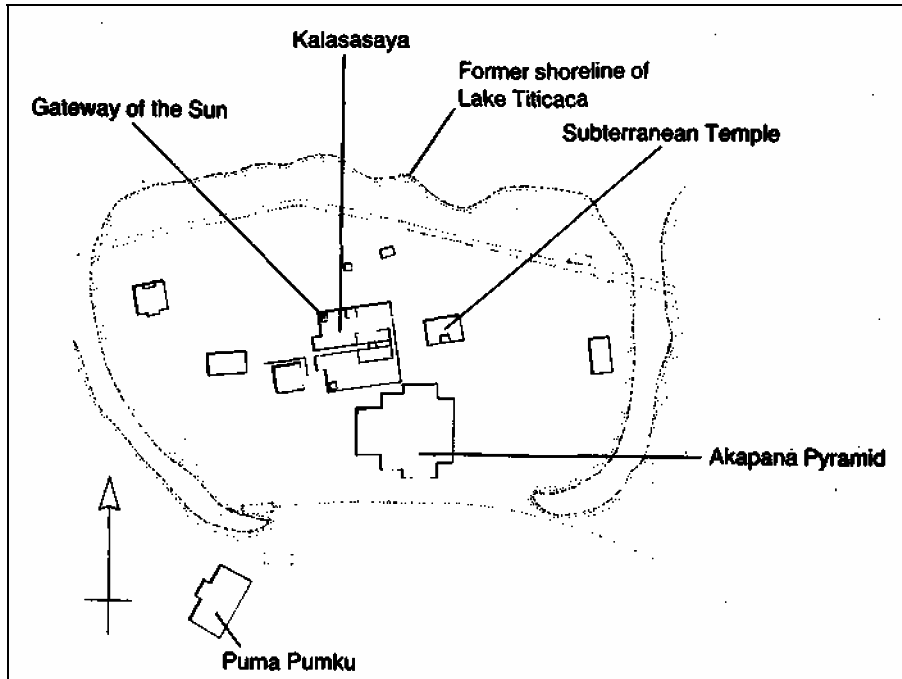 Kalasasaya
Former shoreline of
Lake Titicaca
Gateway of the Sun
Subterranean Temple
Akapana Pyramid
Puma Pumku